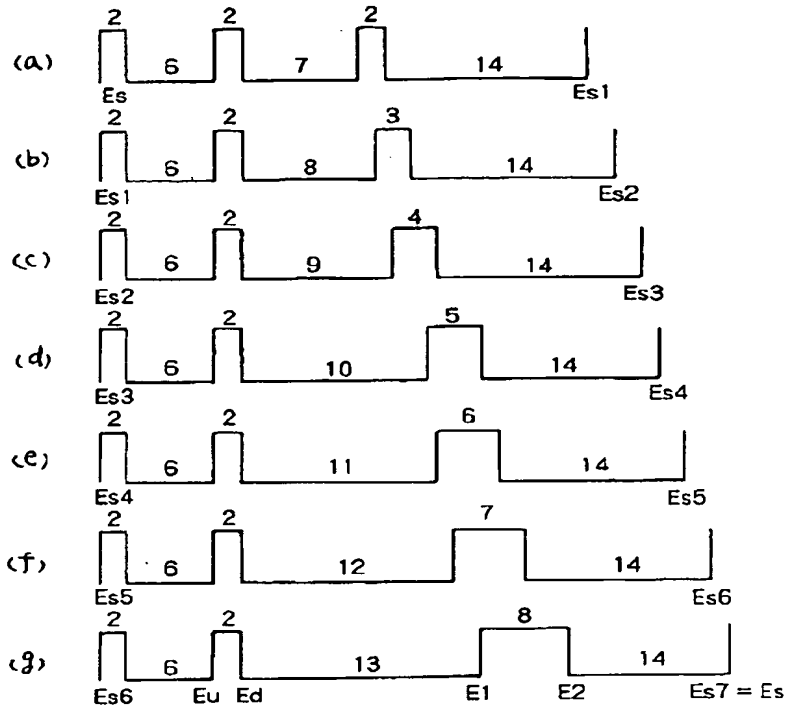 2 2 2
(a) 6 7 14
Es Es1
2 2 3
(b) 6 8 14
Es1 Es2
2 2 4
(c) 6 9 14
Es2 Es3
2 2 5
(d) 6 10 14
Es3 Es4
2 2 6
(e) 6 11 14
Es4 Es5
2 2 7
(f) 6 12 14
Es5 Es6
2 2 8
(g) 6 13 14
Es6 Eu Ed E1 E2 Es7 = Es